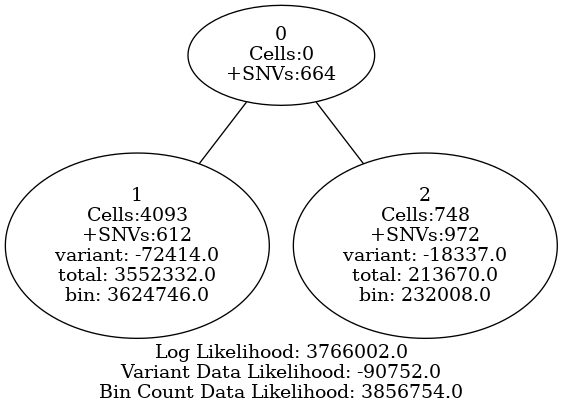 0
Cells:0
+SNVs:664
1
Cells:4093
+SNVs:612
variant: -72414.0
total: 3552332.0
bin: 3624746.0
2
Cells:748
+SNVs:972
variant: -18337.0
total: 213670.0
bin: 232008.0
Log Likelihood: 3766002.0
Variant Data Likelihood: -90752.0
Bin Count Data Likelihood: 3856754.0